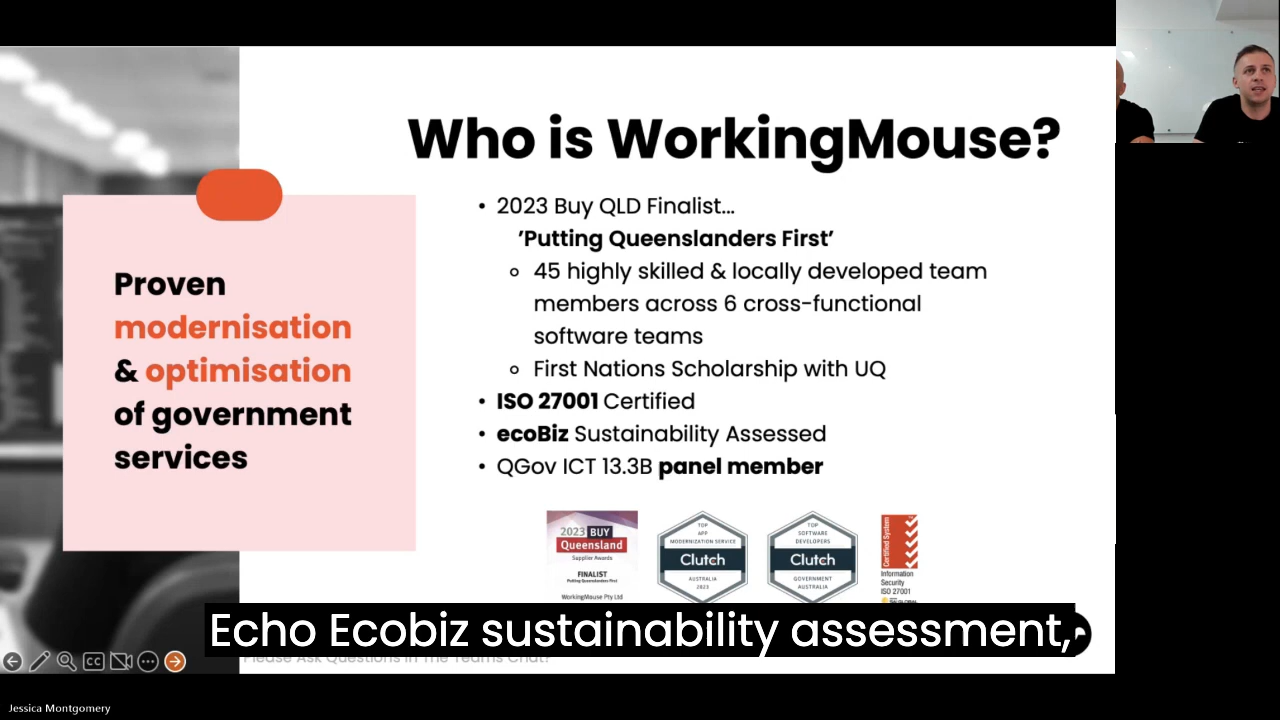 Who is WorkingMouse?
Proven
modernisation
& optimisation
of government
services
• 2023 Buy QLD Finalist...
'Putting Queenslanders First'
45 highly skilled & locally developed team
members across 6 cross-functional
software teams
First Nations Scholarship with UQ
• ISO 27001 Certified
• ecoBiz Sustainability Assessed
• QGov ICT 13.3B panel member
2023 BUY
Queensland
Supplier Awards
FINALIST
Putting Queenslanders First
WorkingMouse Pty Ltd
TOP
APP
MODERNIZATION SERVICE
Clutch
AUSTRALIA
2023
TOP
SOFTWARE
DEVELOPERS
Clutch
GOVERNMENT
AUSTRALIA
Certified System
Information
Security
ISO 27001
Echo Ecobiz sustainability assessment,
Please Ask Questions In The Teams Chat!
CC
Jessica Montgomery